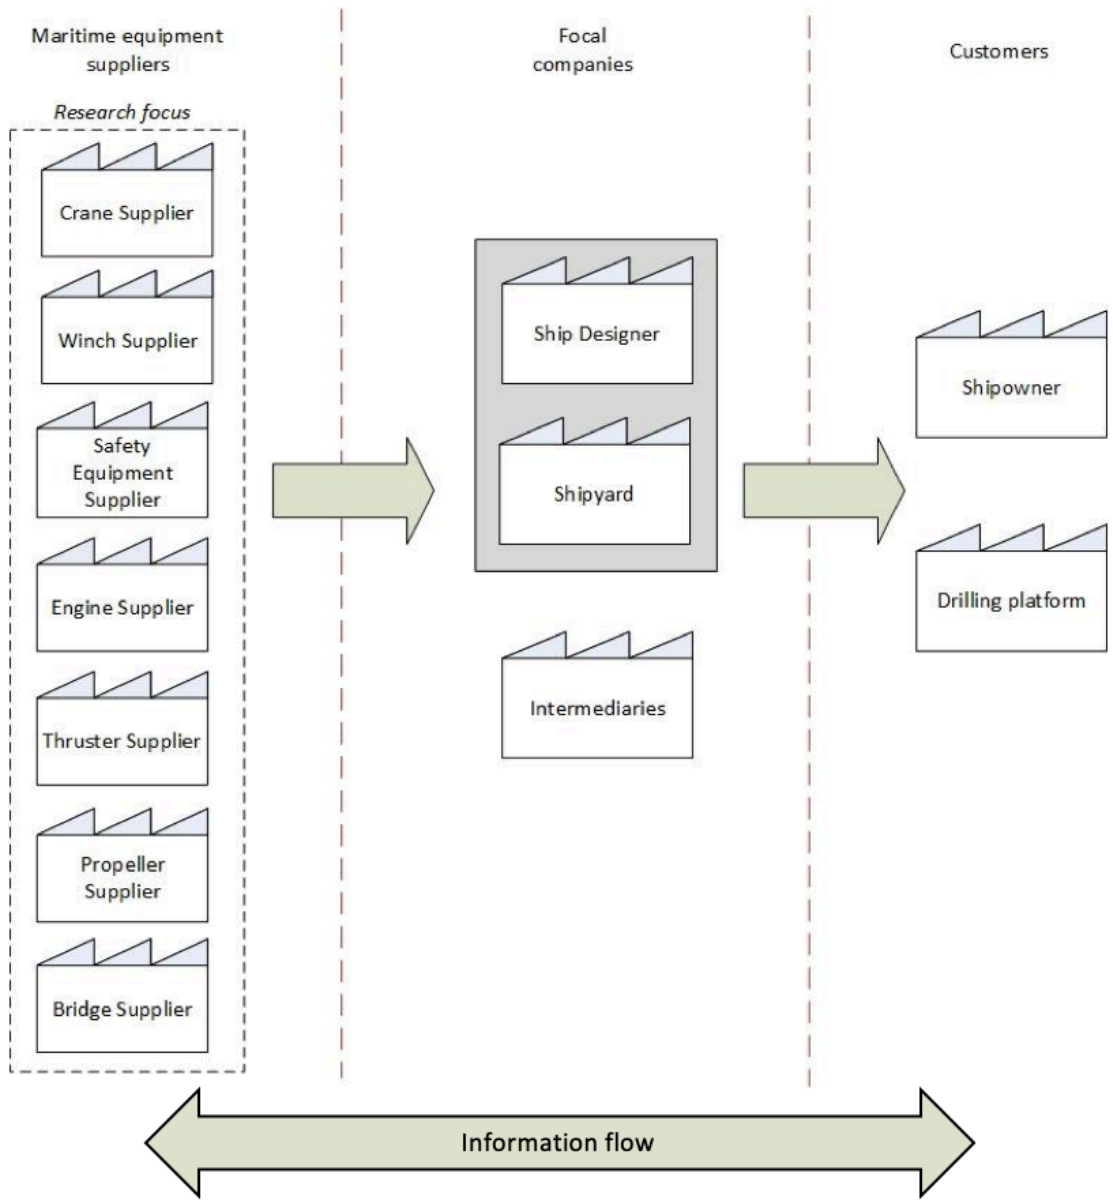 Maritime equipment
suppliers
Research focus
Crane Supplier
Winch Supplier
Safety
Equipment
Supplier
Engine Supplier
Thruster Supplier
Propeller
Supplier
Bridge Supplier
Focal
companies
Ship Designer
Shipyard
Intermediaries
Customers
Shipowner
Drilling platform
Information flow